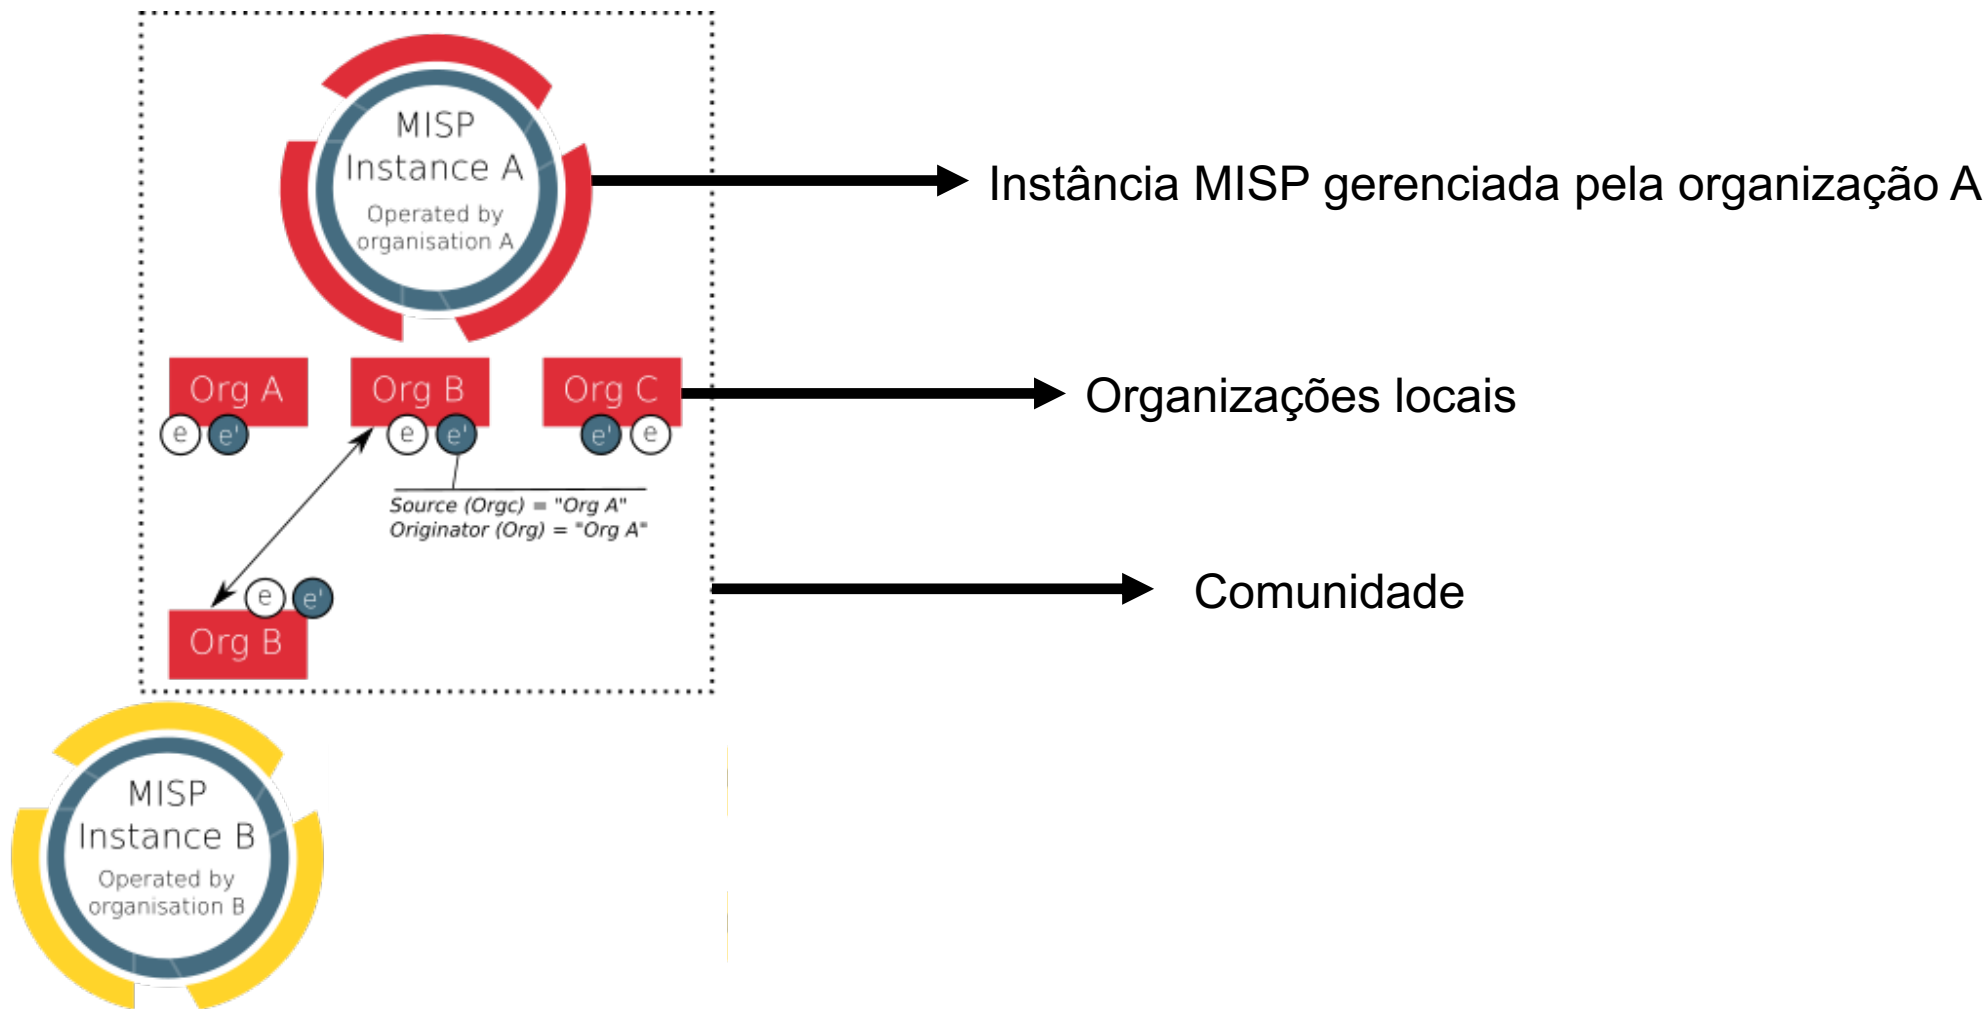 MISP
Instance A
Operated by
organisation A
Instância MISP gerenciada pela organização A
Org A
Org B
Org C
Organizações locais
e
e'
e
e'
e'
e
Source (Orgc) = "Org A"
Originator (Org) = "Org A"
Comunidade
e
e'
Org B
MISP
Instance B
Operated by
organisation B